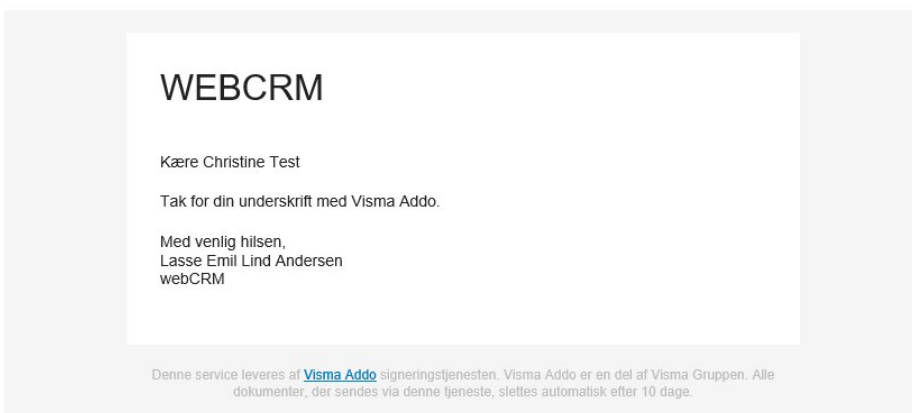 WEBCRM
Kære Christine Test
Tak for din underskrift med Visma Addo.
Med venlig hilsen,
Lasse Emil Lind Andersen
webCRM
Denne service leveres af Visma Addo signeringstjenesten. Visma Addo er en del af Visma Gruppen. Alle
dokumenter, der sendes via denne tjeneste, slettes automatisk efter 10 dage.